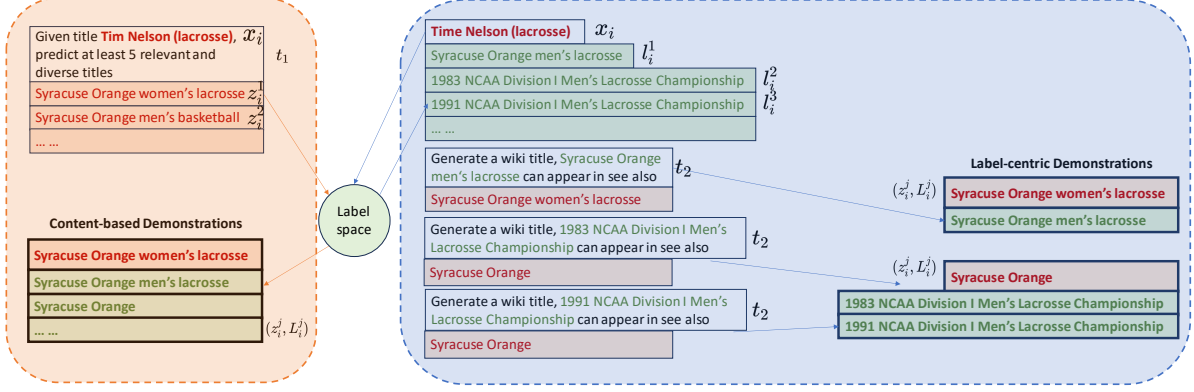 Given title Tim Nelson (lacrosse), x_i
predict at least 5 relevant and
diverse titles
t_1
Syracuse Orange women's lacrosse z_i^1
Syracuse Orange men's basketball z_i^2
... ...
Content-based Demonstrations
Syracuse Orange women's lacrosse
Syracuse Orange men's lacrosse
Syracuse Orange
... ...
(z_i^j, L_i^j)
Label
space
Time Nelson (lacrosse) x_i
Syracuse Orange men's lacrosse l_i^1
1983 NCAA Division I Men's Lacrosse Championship l_i^2
1991 NCAA Division I Men's Lacrosse Championship l_i^3
... ...
Generate a wiki title, Syracuse Orange
men's lacrosse can appear in see also
t_2
Syracuse Orange women's lacrosse
Generate a wiki title, 1983 NCAA Division I Men's
Lacrosse Championship can appear in see also
t_2
Syracuse Orange
Generate a wiki title, 1991 NCAA Division I Men's
Lacrosse Championship can appear in see also
t_2
Syracuse Orange
Label-centric Demonstrations
(z_i^j, L_i^j)
Syracuse Orange women's lacrosse
Syracuse Orange men's lacrosse
(z_i^j, L_i^j)
Syracuse Orange
1983 NCAA Division I Men's Lacrosse Championship
1991 NCAA Division I Men's Lacrosse Championship